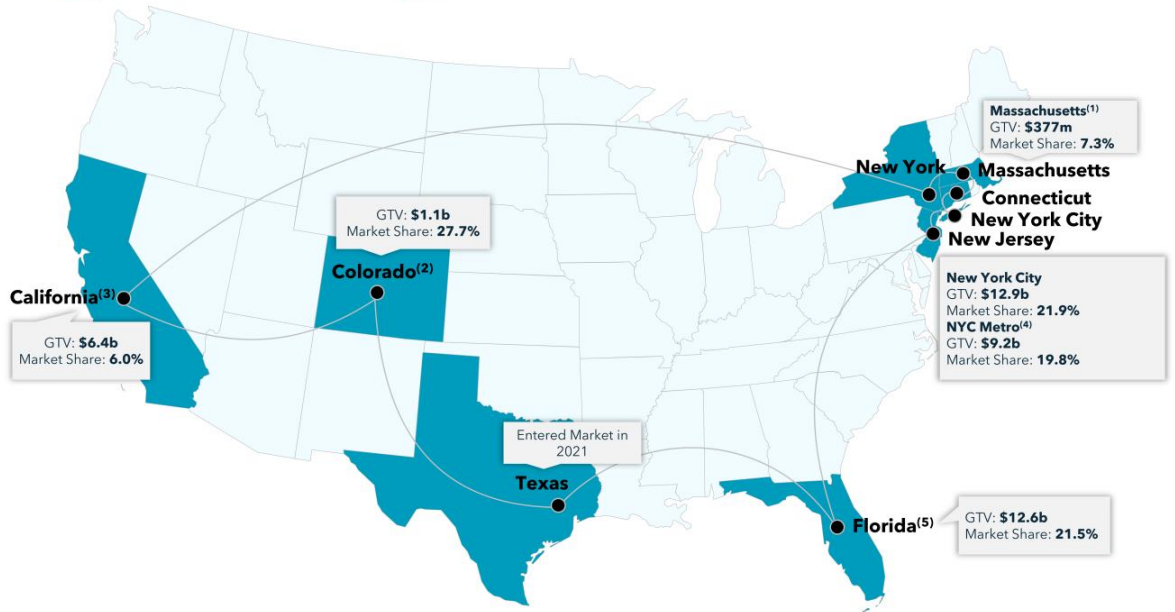 Massachusetts(1)
GTV: $377m
Market Share: 7.3%
New York
Massachusetts
Connecticut
New York City
New Jersey
GTV: $1.1b
Market Share: 27.7%
Colorado(2)
California(3)
GTV: $6.4b
Market Share: 6.0%
New York City
GTV: $12.9b
Market Share: 21.9%
NYC Metro(4)
GTV: $9.2b
Market Share: 19.8%
Entered Market in
2021
Texas
Florida(5)
GTV: $12.6b
Market Share: 21.5%